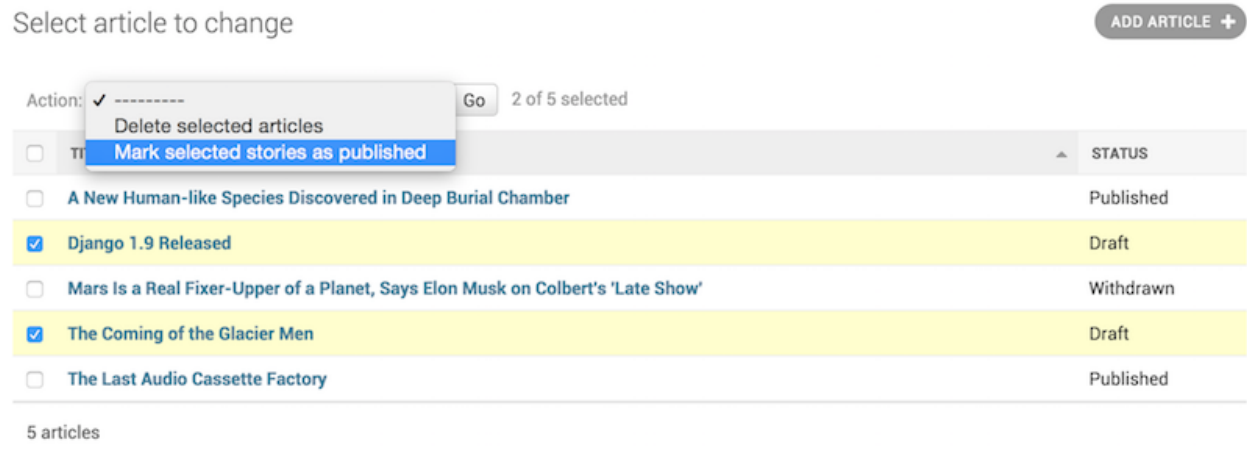 Select article to change
ADD ARTICLE +
Action: ✓ ---------
Go 2 of 5 selected
Delete selected articles
Mark selected stories as published
STATUS
A New Human-like Species Discovered in Deep Burial Chamber Published
Django 1.9 Released Draft
Mars Is a Real Fixer-Upper of a Planet, Says Elon Musk on Colbert's 'Late Show' Withdrawn
The Coming of the Glacier Men Draft
The Last Audio Cassette Factory Published
5 articles